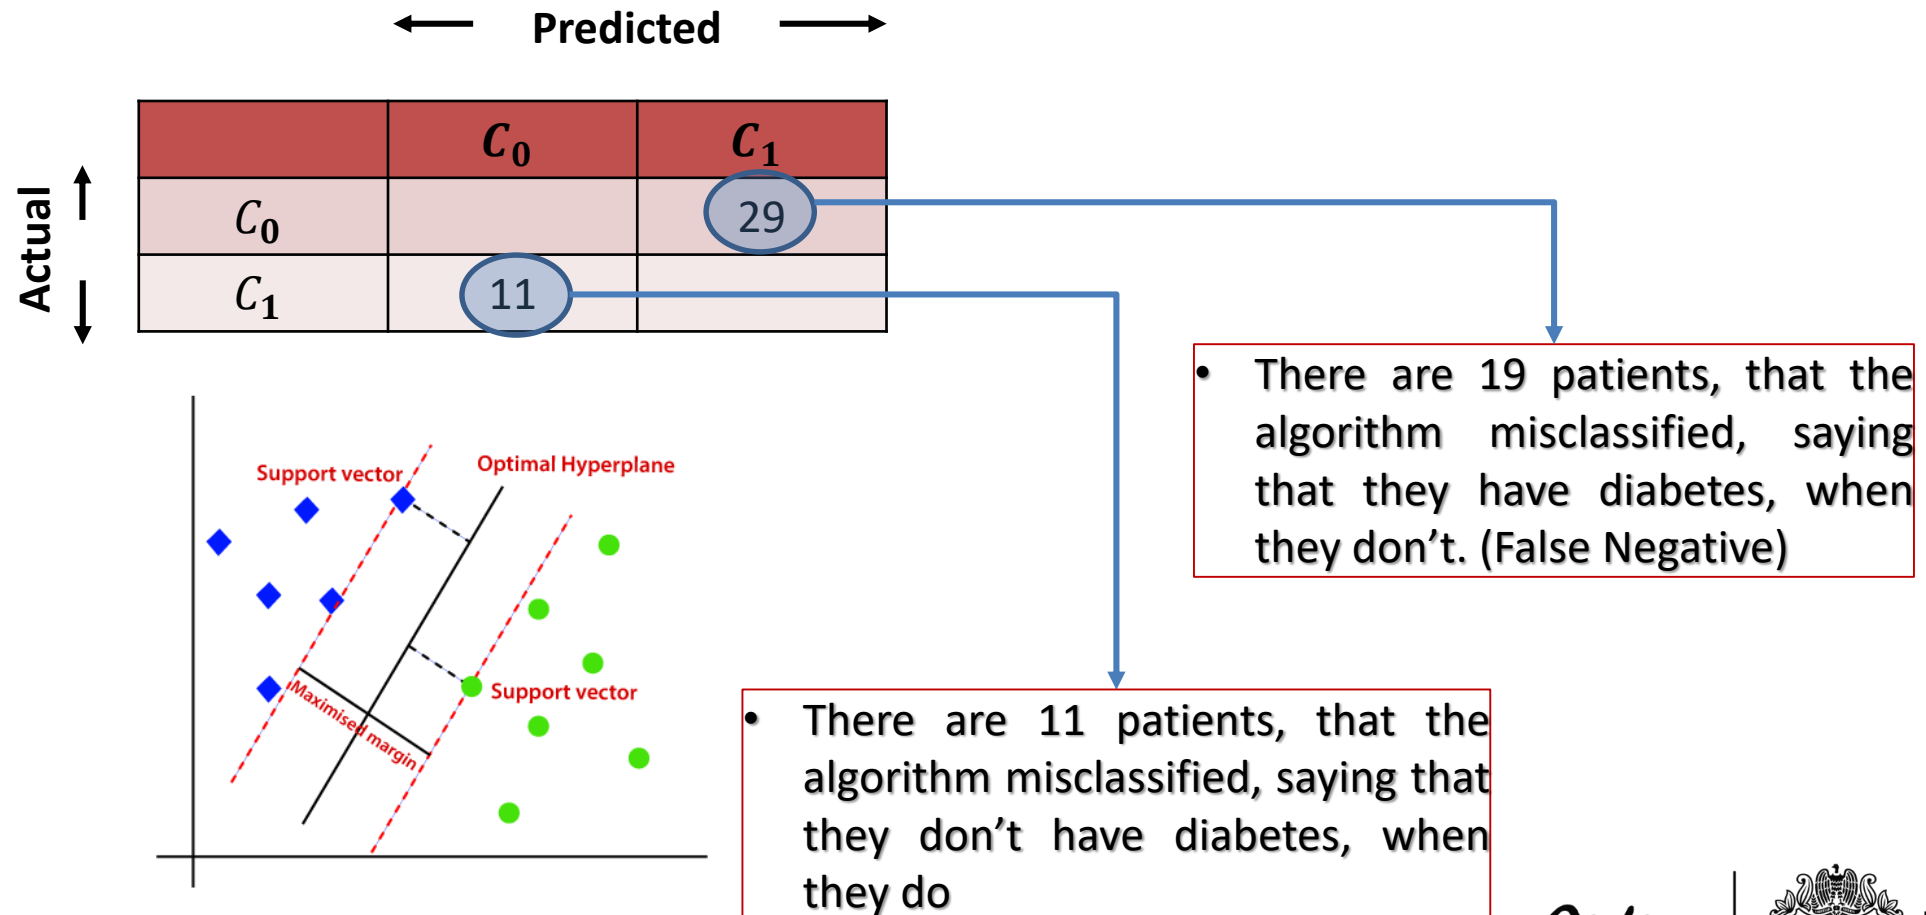 Predicted
C₀ C₁
Actual
C₀ 29
C₁ 11
• There are 19 patients, that the
algorithm misclassified, saying
that they have diabetes, when
they don't. (False Negative)
Support vector
Optimal Hyperplane
Support vector
Maximised margin
• There are 11 patients, that the
algorithm misclassified, saying that
they don't have diabetes, when
they do